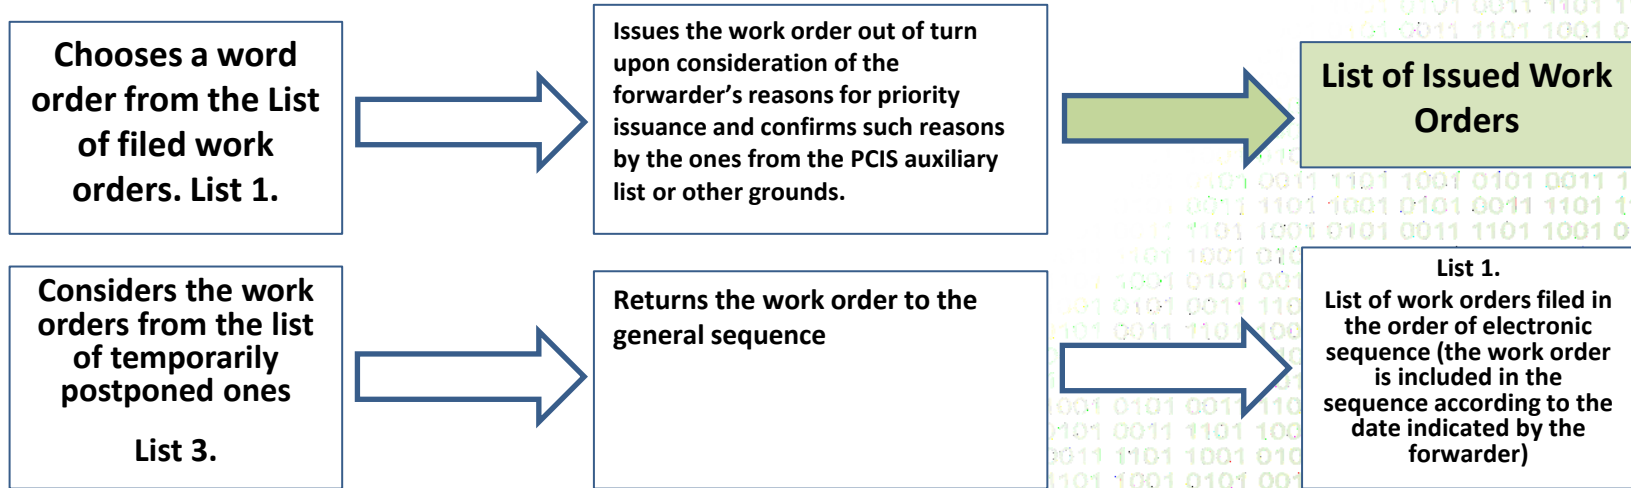 Chooses a word
order from the List
of filed work
orders. List 1.
Issues the work order out of turn
upon consideration of the
forwarder's reasons for priority
issuance and confirms such reasons
by the ones from the PCIS auxiliary
list or other grounds.
List of Issued Work
Orders
Considers the work
orders from the list
of temporarily
postponed ones
List 3.
Returns the work order to the
general sequence
List 1.
List of work orders filed in
the order of electronic
sequence (the work order
is included in the
sequence according to the
date indicated by the
forwarder)